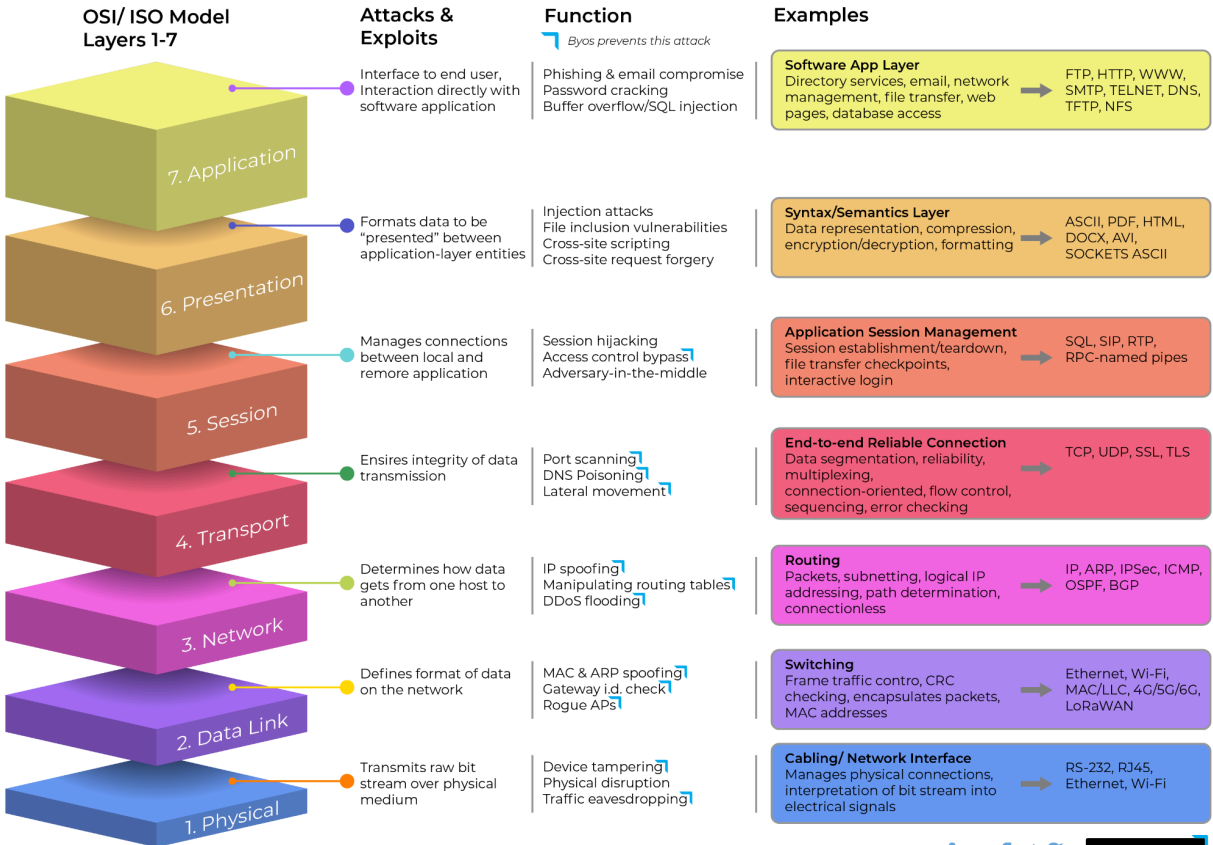 OSI/ ISO Model
Layers 1-7
Attacks &
Exploits
Function
Byos prevents this attack
Examples
7. Application
Interface to end user,
Interaction directly with
software application
Phishing & email compromise
Password cracking
Buffer overflow/SQL injection
Software App Layer
Directory services, email, network
management, file transfer, web
pages, database access
FTP, HTTP, WWW,
SMTP, TELNET, DNS,
TFTP, NFS
6. Presentation
Formats data to be
“presented” between
application-layer entities
Injection attacks
File inclusion vulnerabilities
Cross-site scripting
Cross-site request forgery
Syntax/Semantics Layer
Data representation, compression,
encryption/decryption, formatting
ASCII, PDF, HTML,
DOCX, AVI,
SOCKETS ASCII
5. Session
Manages connections
between local and
remore application
Session hijacking
Access control bypass
Adversary-in-the-middle
Application Session Management
Session establishment/teardown,
file transfer checkpoints,
interactive login
SQL, SIP, RTP,
RPC-named pipes
4. Transport
Ensires integrity of data
transmission
Port scanning
DNS Poisoning
Lateral movement
End-to-end Reliable Connection
Data segmentation, reliability,
multiplexing,
connection-oriented, flow control,
sequencing, error checking
TCP, UDP, SSL, TLS
3. Network
Determines how data
gets from one host to
another
IP spoofing
Manipulating routing tables
DDoS flooding
Routing
Packets, subnetting, logical IP
addressing, path determination,
connectionless
IP, ARP, IPSec, ICMP,
OSPF, BGP
2. Data Link
Defines format of data
on the network
MAC & ARP spoofing
Gateway i.d. check
Rogue APs
Switching
Frame traffic contro, CRC
checking, encapsulates packets,
MAC addresses
Ethernet, Wi-Fi,
MAC/LLC, 4G/5G/6G,
LoRaWAN
1. Physical
Transmits raw bit
stream over physical
medium
Device tampering
Physical disruption
Traffic eavesdropping
Cabling/ Network Interface
Manages physical connections,
interpretation of bit stream into
electrical signals
RS-232, RJ45,
Ethernet, Wi-Fi